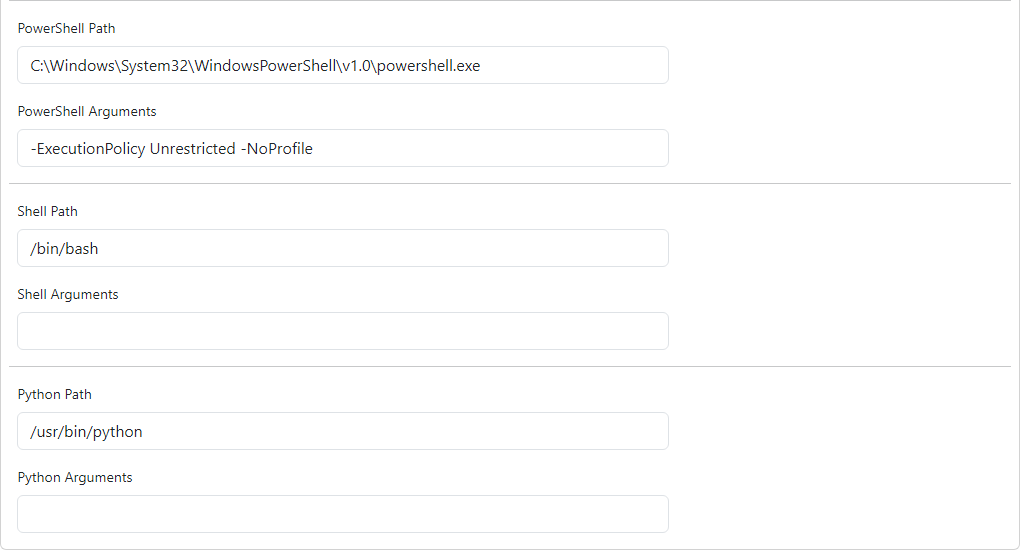 PowerShell Path
C:\Windows\System32\WindowsPowerShell\v1.0\powershell.exe
PowerShell Arguments
-ExecutionPolicy Unrestricted -NoProfile
Shell Path
/bin/bash
Shell Arguments
Python Path
/usr/bin/python
Python Arguments